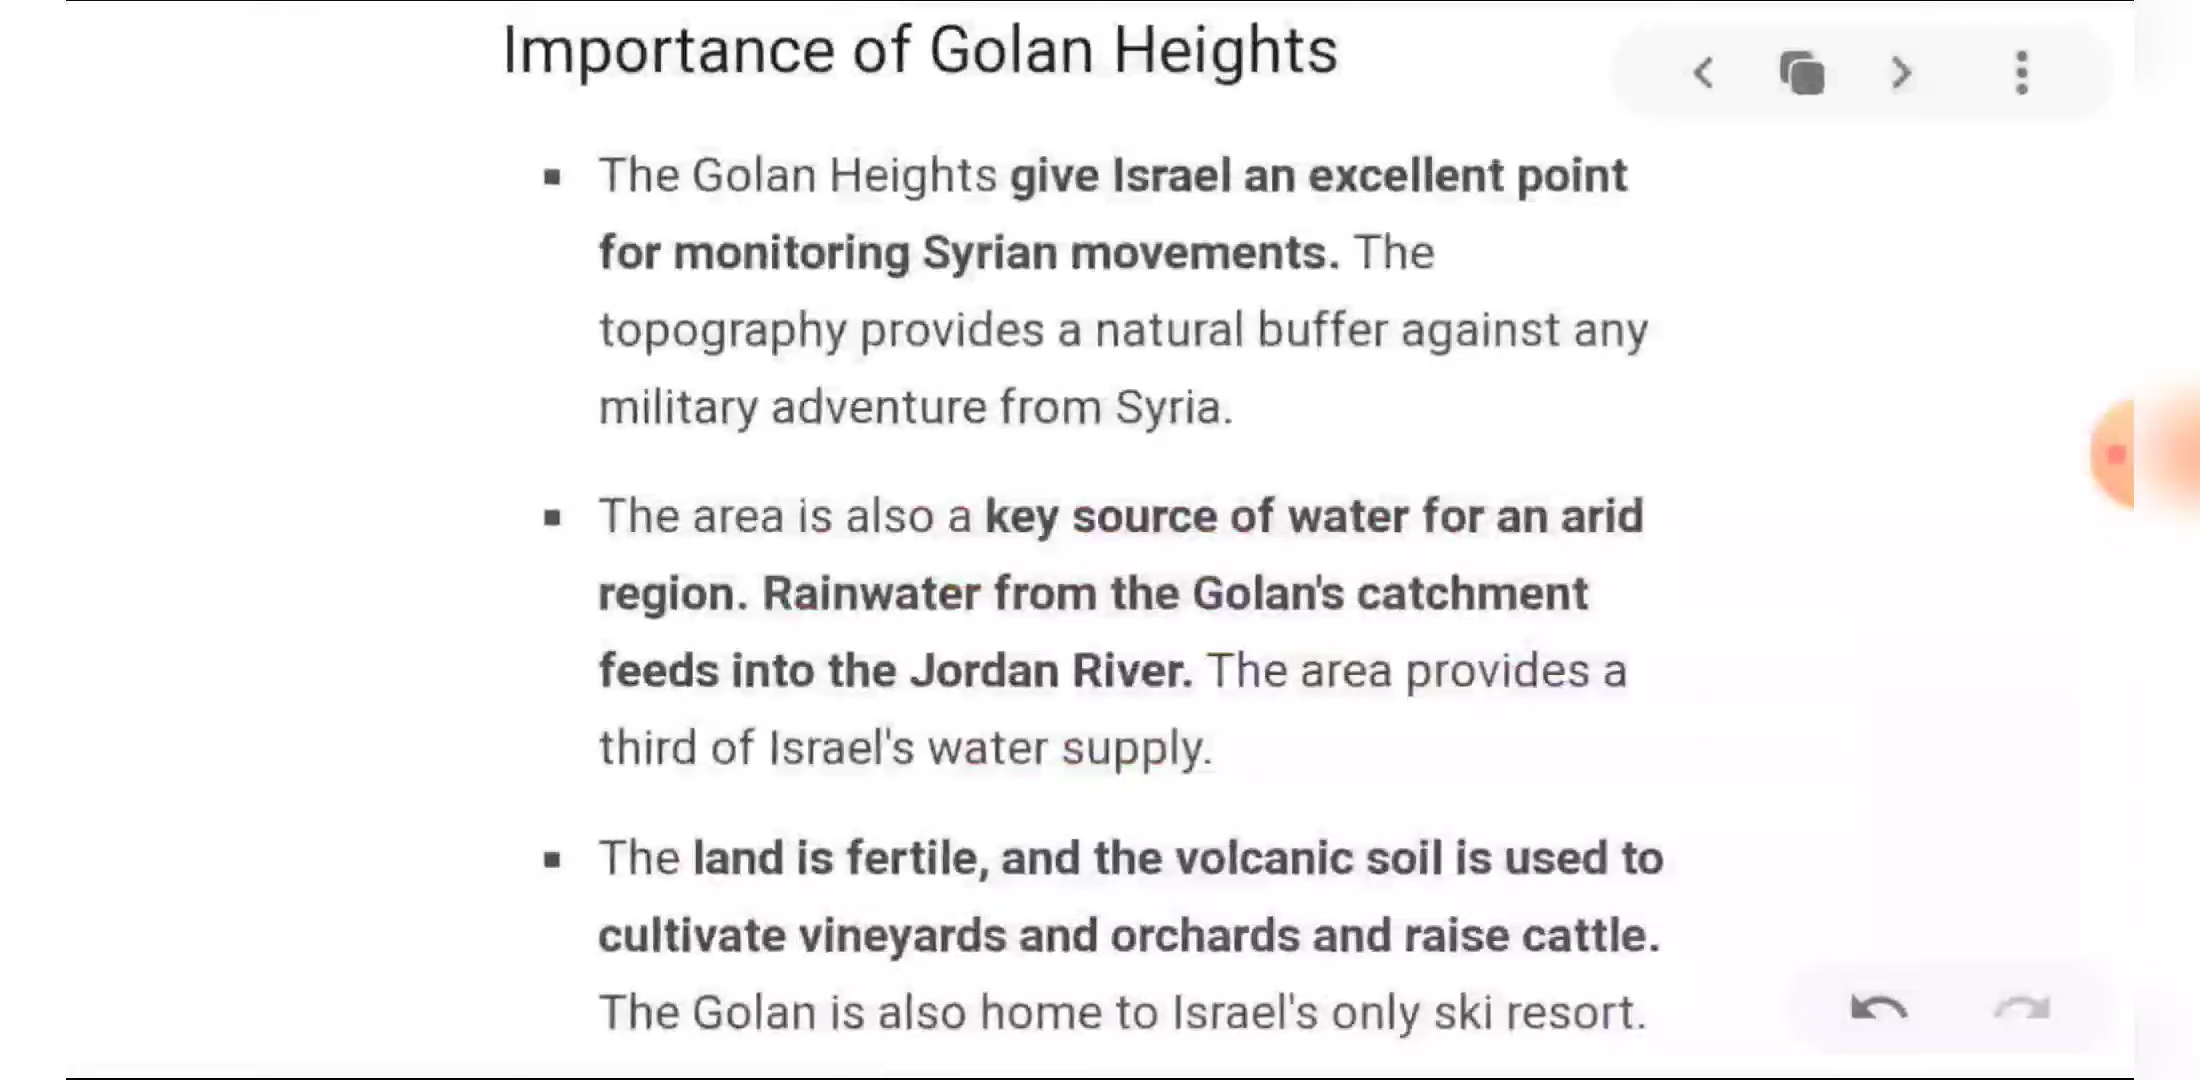 Importance of Golan Heights
▪ The Golan Heights give Israel an excellent point
for monitoring Syrian movements. The
topography provides a natural buffer against any
military adventure from Syria.
▪ The area is also a key source of water for an arid
region. Rainwater from the Golan's catchment
feeds into the Jordan River. The area provides a
third of Israel's water supply.
▪ The land is fertile, and the volcanic soil is used to
cultivate vineyards and orchards and raise cattle.
The Golan is also home to Israel's only ski resort.